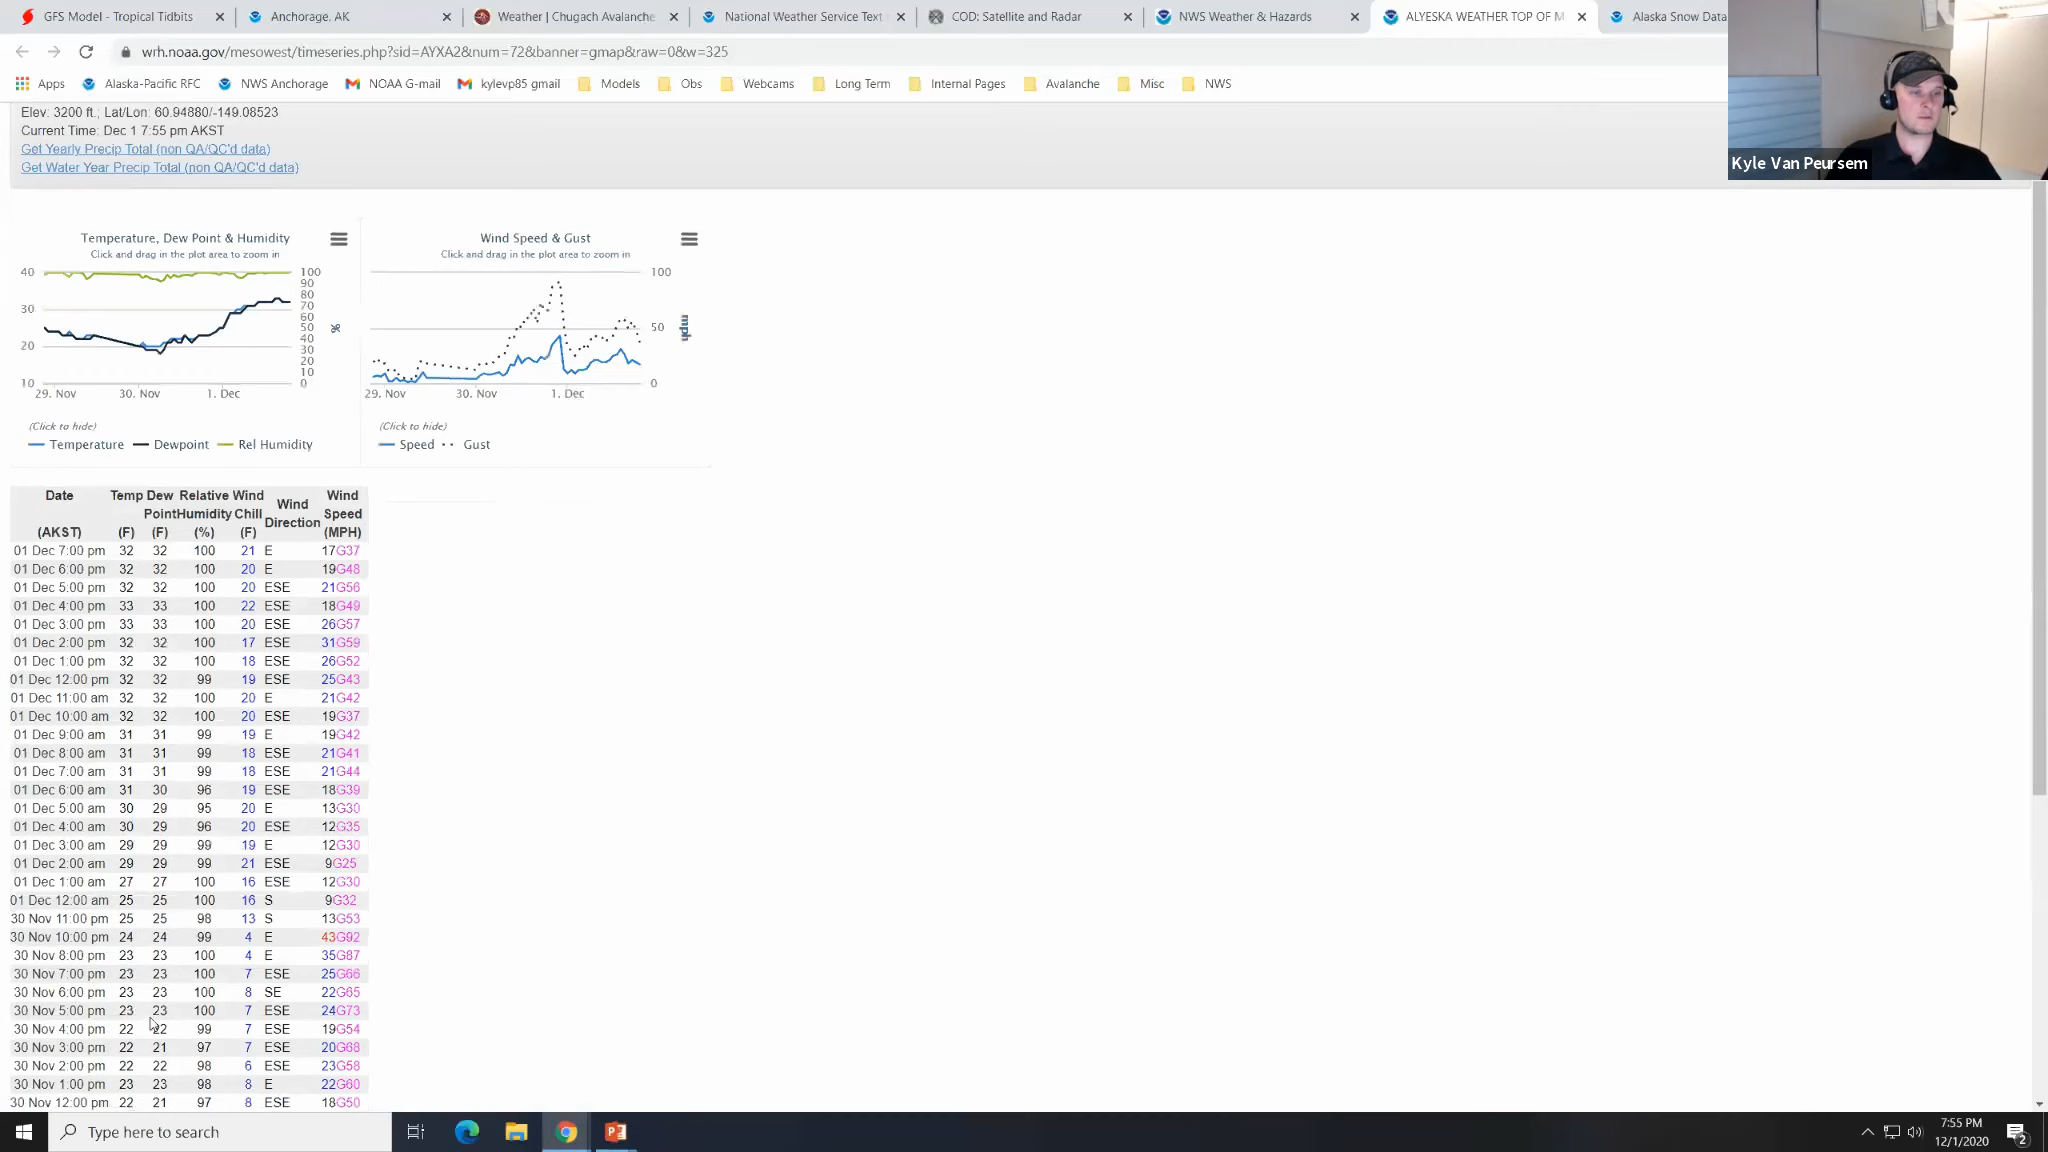 GFS Model - Tropical Tidbits
Anchorage, AK
Weather | Chugach Avalanche
National Weather Service Text
COD: Satellite and Radar
NWS Weather & Hazards
ALYESKA WEATHER TOP OF M
Alaska Snow Data
wrh.noaa.gov/mesowest/timeseries.php?sid=AYXA2&num=72&banner=gmap&raw=0&w=325
Apps Alaska-Pacific RFC NWS Anchorage NOAA G-mail kylevp85 gmail Models Obs Webcams Long Term Internal Pages Avalanche Misc NWS
Elev: 3200 ft.; Lat/Lon: 60.94880/-149.08523
Current Time: Dec 1 7:55 pm AKST
Get Yearly Precip Total (non QA/QC'd data)
Get Water Year Precip Total (non QA/QC'd data)
Kyle Van Peursem
Temperature, Dew Point & Humidity
Click and drag in the plot area to zoom in
40
30
20
10
100
90
80
70
60
50
40
30
20
10
0
%
29. Nov 30. Nov 1. Dec
(Click to hide)
Temperature Dewpoint Rel Humidity
Wind Speed & Gust
Click and drag in the plot area to zoom in
100
50
0
mph
29. Nov 30. Nov 1. Dec
(Click to hide)
Speed Gust
Date Temp Dew Relative Wind Wind Wind
Point Humidity Chill Direction Speed
(AKST) (F) (F) (%) (F) (MPH)
01 Dec 7:00 pm 32 32 100 21 E 17G37
01 Dec 6:00 pm 32 32 100 20 E 19G48
01 Dec 5:00 pm 32 32 100 20 ESE 21G56
01 Dec 4:00 pm 33 33 100 22 ESE 18G49
01 Dec 3:00 pm 33 33 100 20 ESE 26G57
01 Dec 2:00 pm 32 32 100 17 ESE 31G59
01 Dec 1:00 pm 32 32 100 18 ESE 26G52
01 Dec 12:00 pm 32 32 99 19 ESE 25G43
01 Dec 11:00 am 32 32 100 20 E 21G42
01 Dec 10:00 am 32 32 100 20 ESE 19G37
01 Dec 9:00 am 31 31 99 19 E 19G42
01 Dec 8:00 am 31 31 99 18 ESE 21G41
01 Dec 7:00 am 31 31 99 18 ESE 21G44
01 Dec 6:00 am 31 30 96 19 ESE 18G39
01 Dec 5:00 am 30 29 95 20 E 13G30
01 Dec 4:00 am 30 29 96 20 ESE 12G35
01 Dec 3:00 am 29 29 99 19 E 12G30
01 Dec 2:00 am 29 29 99 21 ESE 9G25
01 Dec 1:00 am 27 27 100 16 ESE 12G30
01 Dec 12:00 am 25 25 100 16 S 9G32
30 Nov 11:00 pm 25 25 98 13 S 13G53
30 Nov 10:00 pm 24 24 99 4 E 43G92
30 Nov 8:00 pm 23 23 100 4 E 35G87
30 Nov 7:00 pm 23 23 100 7 ESE 25G66
30 Nov 6:00 pm 23 23 100 8 SE 22G65
30 Nov 5:00 pm 23 23 100 7 ESE 24G73
30 Nov 4:00 pm 22 22 99 7 ESE 19G54
30 Nov 3:00 pm 22 21 97 7 ESE 20G68
30 Nov 2:00 pm 22 22 98 6 ESE 23G58
30 Nov 1:00 pm 23 23 98 8 E 22G60
30 Nov 12:00 pm 22 21 97 8 ESE 18G50
Type here to search
7:55 PM
12/1/2020
2